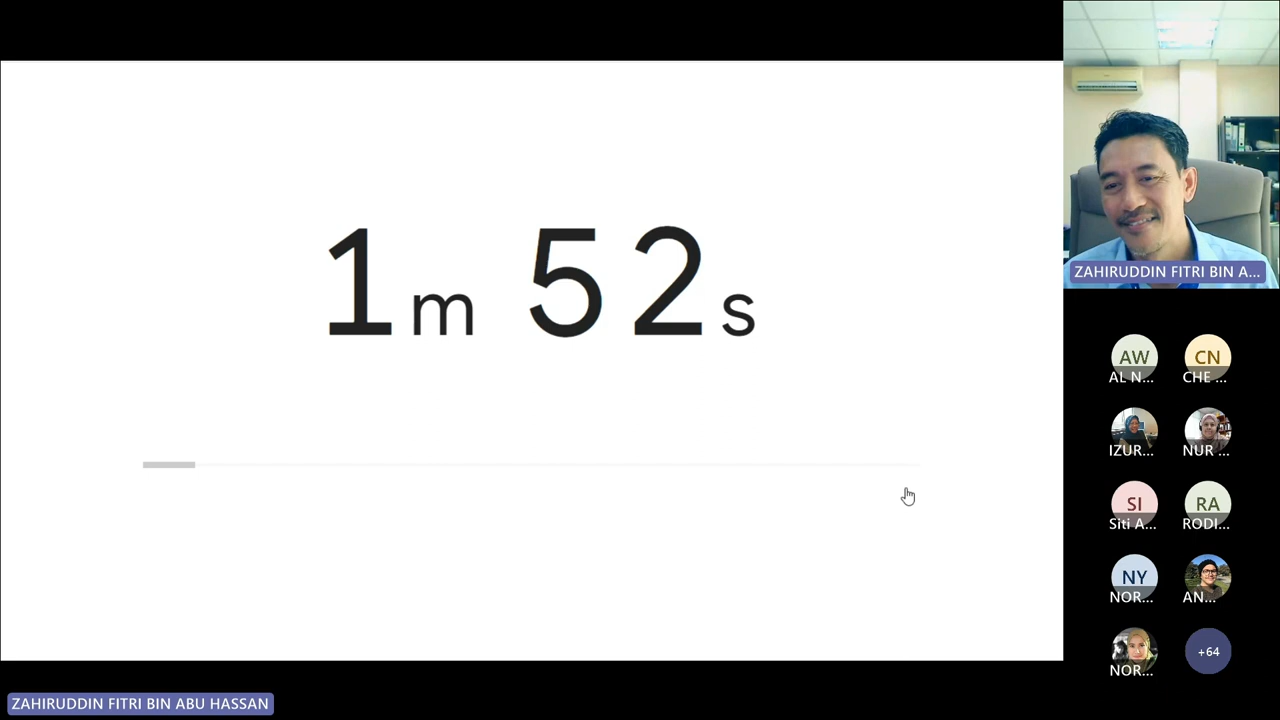 1m 52s
ZAHIRUDDIN FITRI BIN A...
AW
AL N...
CN
CHE ...
IZUR...
NUR ...
SI
Siti A...
RA
RODI...
NY
NOR...
AN...
NOR...
+64
ZAHIRUDDIN FITRI BIN ABU HASSAN